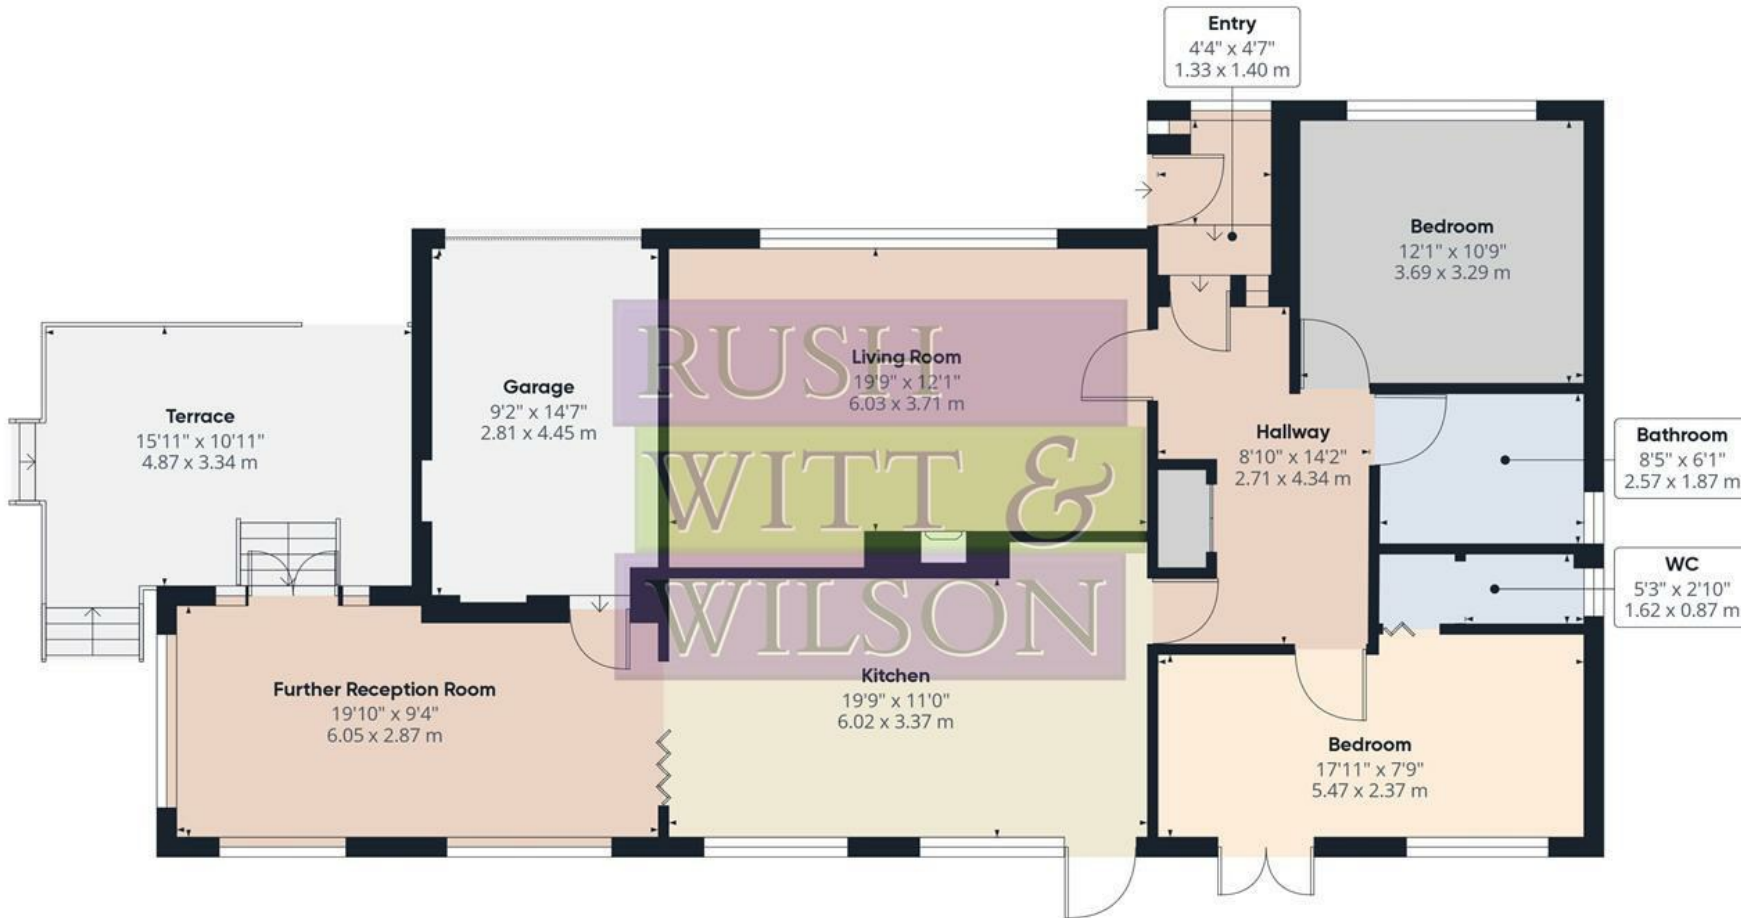 Entry
4'4" x 4'7"
1.33 x 1.40 m
Bedroom
12'1" x 10'9"
3.69 x 3.29 m
RUSH
Living Room
19'9" x 12'1"
6.03 x 3.71 m
Garage
9'2" x 14'7"
2.81 x 4.45 m
Terrace
15'11" x 10'11"
4.87 x 3.34 m
Hallway
8'10" x 14'2"
2.71 x 4.34 m
Bathroom
8'5" x 6'1"
2.57 x 1.87 m
WITT &
WC
5'3" x 2'10"
1.62 x 0.87 m
WILSON
Kitchen
19'9" x 11'0"
6.02 x 3.37 m
Further Reception Room
19'10" x 9'4"
6.05 x 2.87 m
Bedroom
17'11" x 7'9"
5.47 x 2.37 m